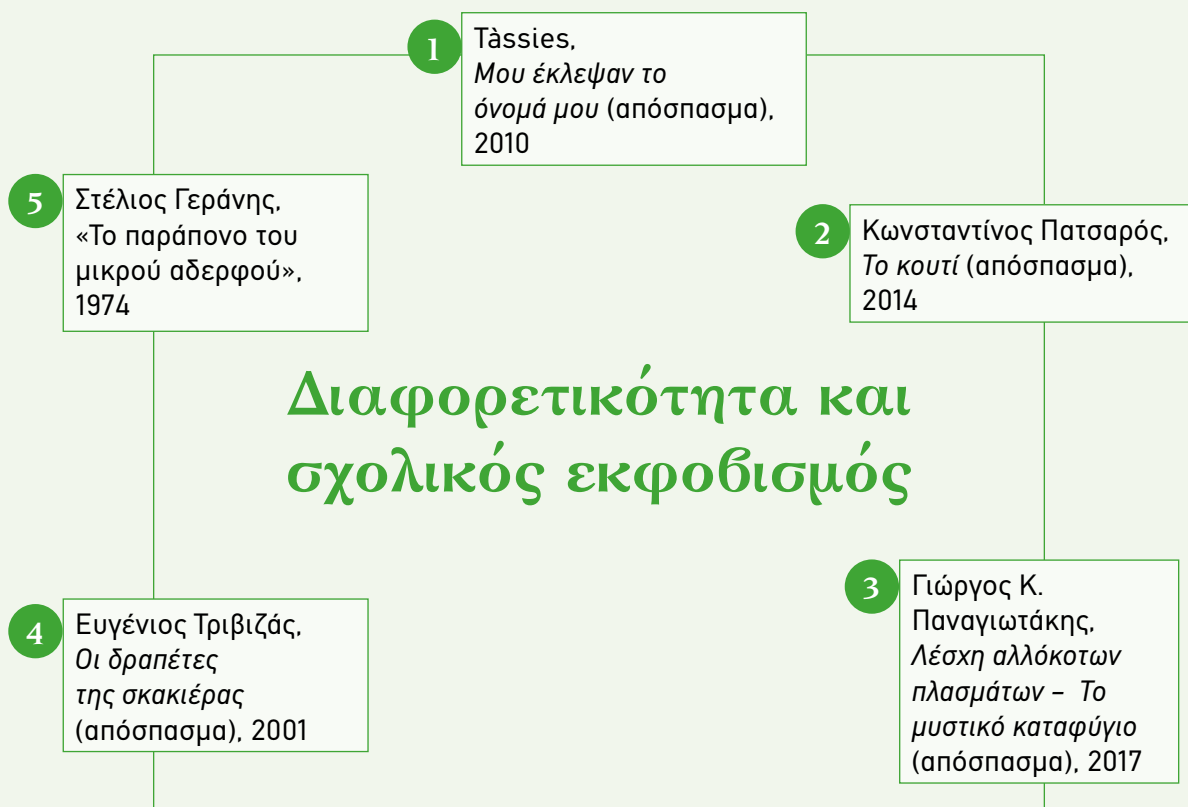 1
Tàssies,
Μου έκλεψαν το
όνομά μου (απόσπασμα),
2010
2
Κωνσταντίνος Πατσαρός,
Το κουτί (απόσπασμα),
2014
3
Γιώργος Κ.
Παναγιωτάκης,
Λέσχη αλλόκοτων
πλασμάτων – Το
μυστικό καταφύγιο
(απόσπασμα), 2017
4
Ευγένιος Τριβιζάς,
Οι δραπέτες
της σκακιέρας
(απόσπασμα), 2001
5
Στέλιος Γεράνης,
«Το παράπονο του
μικρού αδερφού»,
1974
Διαφορετικότητα και
σχολικός εκφοβισμός